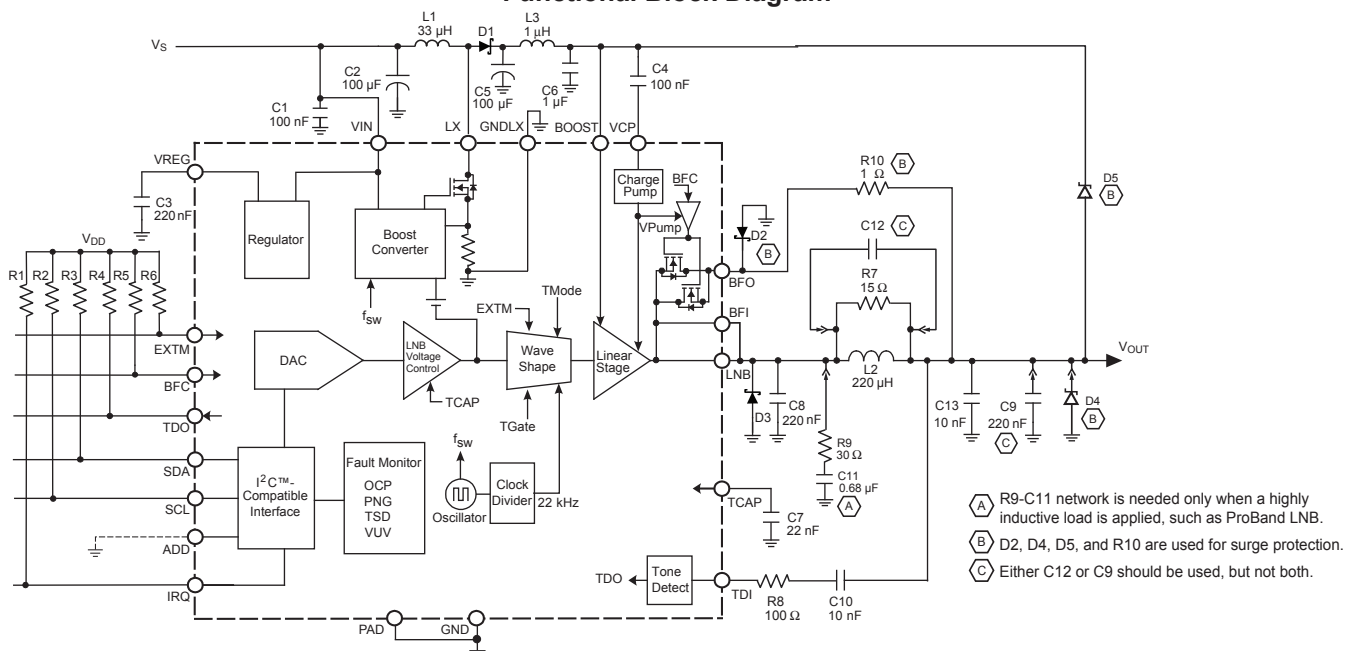 Functional Block Diagram
L1
33 µH
D1
L3
1 µH
VS
C2
100 µF
C5
100 µF
C6
1 µF
C4
100 nF
C1
100 nF
VIN
LX
GNDLX
BOOST
VCP
VREG
C3
220 nF
Regulator
Boost
Converter
fsw
Charge
Pump
BFC
VPump
D2
B
BFO
R10
1 Ω
B
D5
B
C12
C
R7
15 Ω
VDD
R1
R2
R3
R4
R5
R6
EXTM
BFC
TDO
SDA
SCL
ADD
IRQ
DAC
LNB
Voltage
Control
TCAP
EXTM
TMode
Wave
Shape
TGate
Linear
Stage
BFI
LNB
L2
220 µH
VOUT
D3
C8
220 nF
R9
30 Ω
C11
0.68 µF
A
C13
10 nF
C9
220 nF
C
D4
B
I2C™-
Compatible
Interface
Fault Monitor
OCP
PNG
TSD
VUV
fsw
Oscillator
Clock
Divider
22 kHz
TCAP
C7
22 nF
TDO
Tone
Detect
TDI
R8
100 Ω
C10
10 nF
PAD
GND
A R9-C11 network is needed only when a highly
inductive load is applied, such as ProBand LNB.
B D2, D4, D5, and R10 are used for surge protection.
C Either C12 or C9 should be used, but not both.